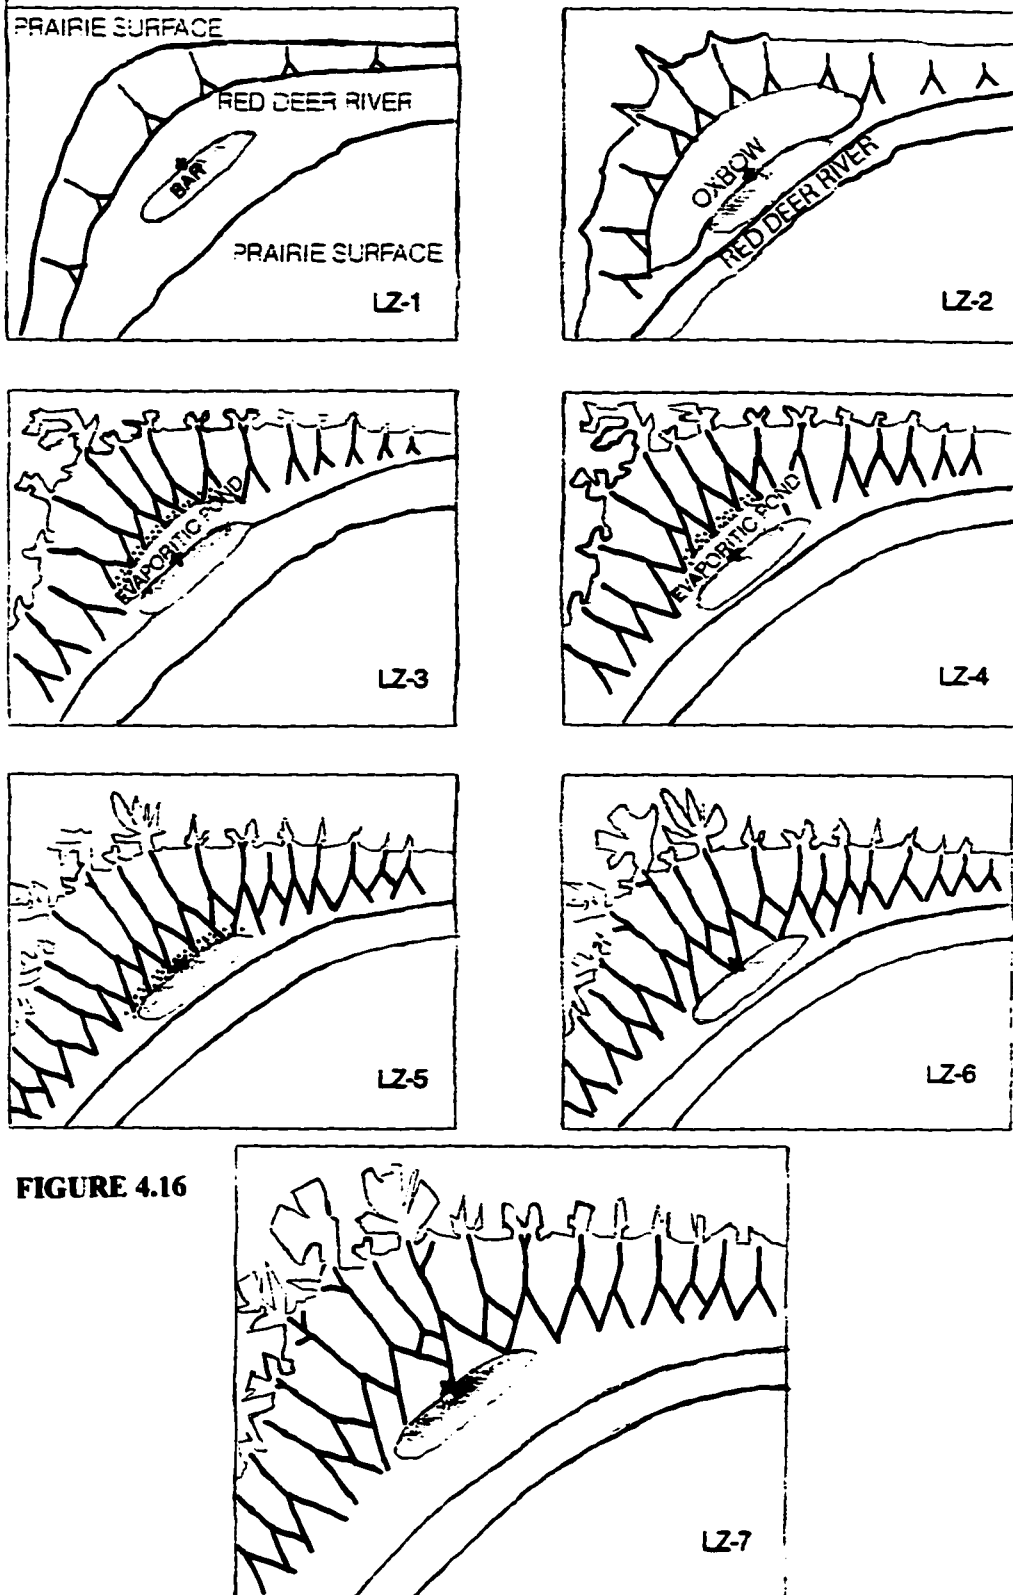 PRAIRIE SURFACE
RED DEER RIVER
BAR
PRAIRIE SURFACE
LZ-1
OXBOW
RED DEER RIVER
LZ-2
EVAPORITIC POND
LZ-3
EVAPORITIC POND
LZ-4
LZ-5
LZ-6
FIGURE 4.16
LZ-7